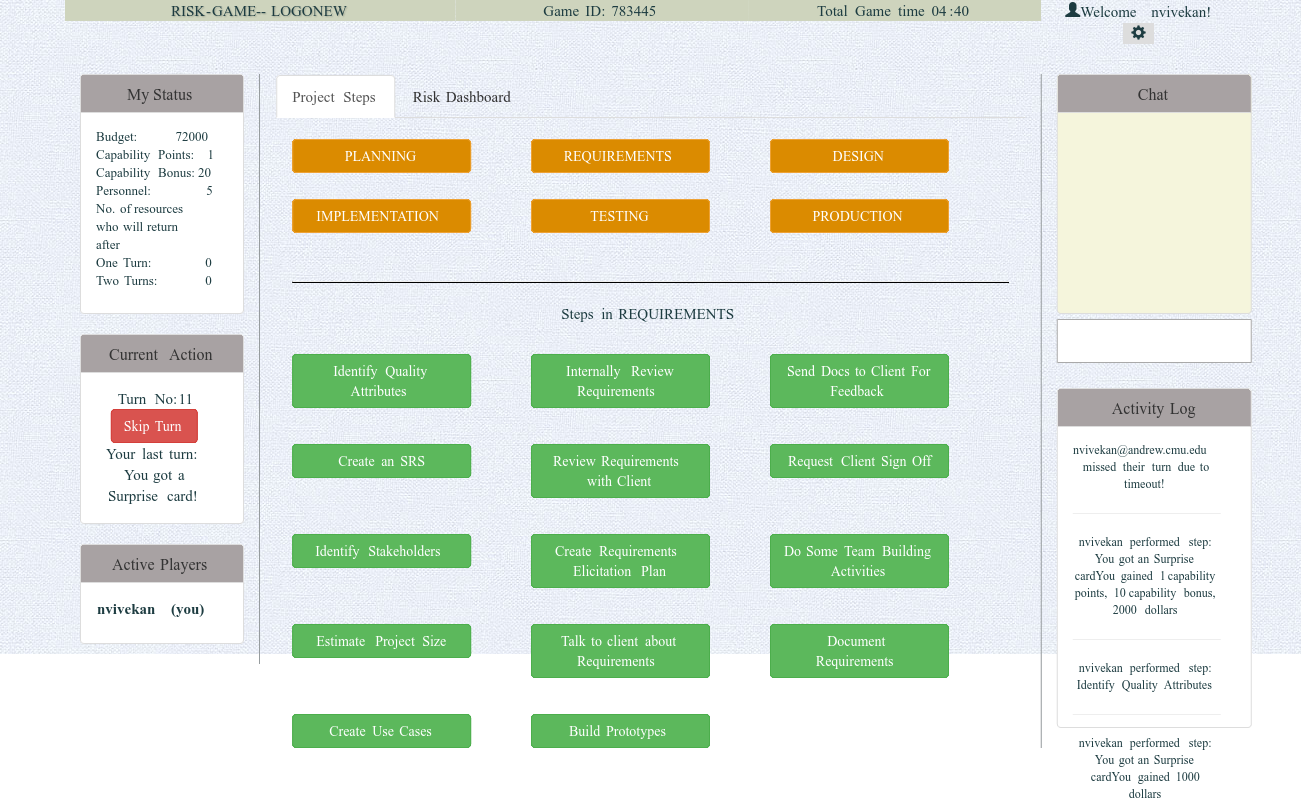 RISK-GAME-- LOGONEW
Game ID: 783445
Total Game time 04:40
Welcome nvivekan!
My Status
Budget: 72000
Capability Points: 1
Capability Bonus: 20
Personnel: 5
No. of resources
who will return
after
One Turn: 0
Two Turns: 0
Current Action
Turn No:11
Skip Turn
Your last turn:
You got a
Surprise card!
Active Players
nvivekan (you)
Project Steps
Risk Dashboard
PLANNING
REQUIREMENTS
DESIGN
IMPLEMENTATION
TESTING
PRODUCTION
Steps in REQUIREMENTS
Identify Quality
Attributes
Internally Review
Requirements
Send Docs to Client For
Feedback
Create an SRS
Review Requirements
with Client
Request Client Sign Off
Identify Stakeholders
Create Requirements
Elicitation Plan
Do Some Team Building
Activities
Estimate Project Size
Talk to client about
Requirements
Document
Requirements
Create Use Cases
Build Prototypes
Chat
Activity Log
nvivekan@andrew.cmu.edu
missed their turn due to
timeout!
nvivekan performed step:
You got an Surprise
cardYou gained 1 capability
points, 10 capability bonus,
2000 dollars
nvivekan performed step:
Identify Quality Attributes
nvivekan performed step:
You got an Surprise
cardYou gained 1000
dollars